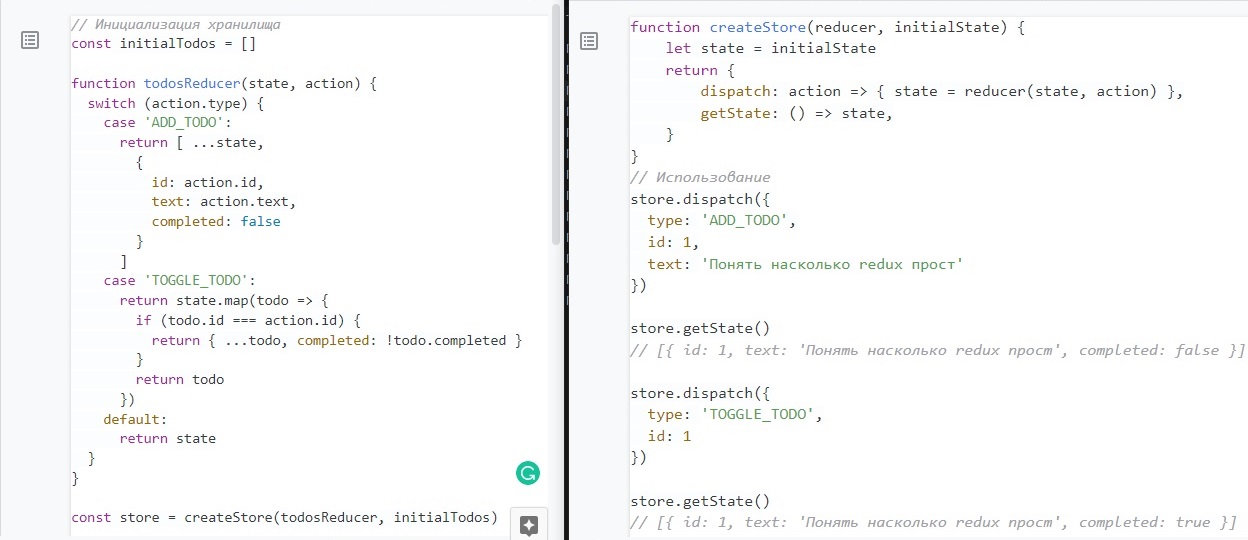 // Инициализация хранилища
const initialTodos = []
function todosReducer(state, action) {
switch (action.type) {
case 'ADD_TODO':
return [ ...state,
{
id: action.id,
text: action.text,
completed: false
}
]
case 'TOGGLE_TODO':
return state.map(todo => {
if (todo.id === action.id) {
return { ...todo, completed: !todo.completed }
}
return todo
})
default:
return state
}
}
const store = createStore(todosReducer, initialTodos)
function createStore(reducer, initialState) {
let state = initialState
return {
dispatch: action => { state = reducer(state, action) },
getState: () => state,
}
}
// Использование
store.dispatch({
type: 'ADD_TODO',
id: 1,
text: 'Понять насколько redux прост'
})
store.getState()
// [{ id: 1, text: 'Понять насколько redux прост', completed: false }]
store.dispatch({
type: 'TOGGLE_TODO',
id: 1
})
store.getState()
// [{ id: 1, text: 'Понять насколько redux прост', completed: true }]